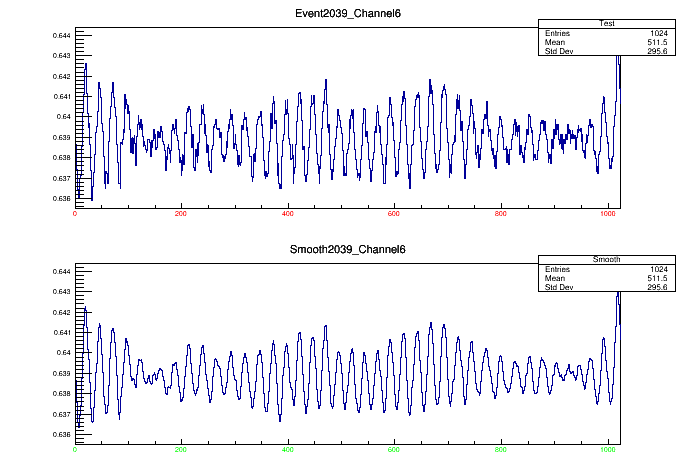 Event2039_Channel6
Test
Entries 1024
Mean 511.5
Std Dev 295.6
0.644
0.643
0.642
0.641
0.64
0.639
0.638
0.637
0.636
0 200 400 600 800 1000
Smooth2039_Channel6
Smooth
Entries 1024
Mean 511.5
Std Dev 295.6
0.644
0.643
0.642
0.641
0.64
0.639
0.638
0.637
0.636
0 200 400 600 800 1000